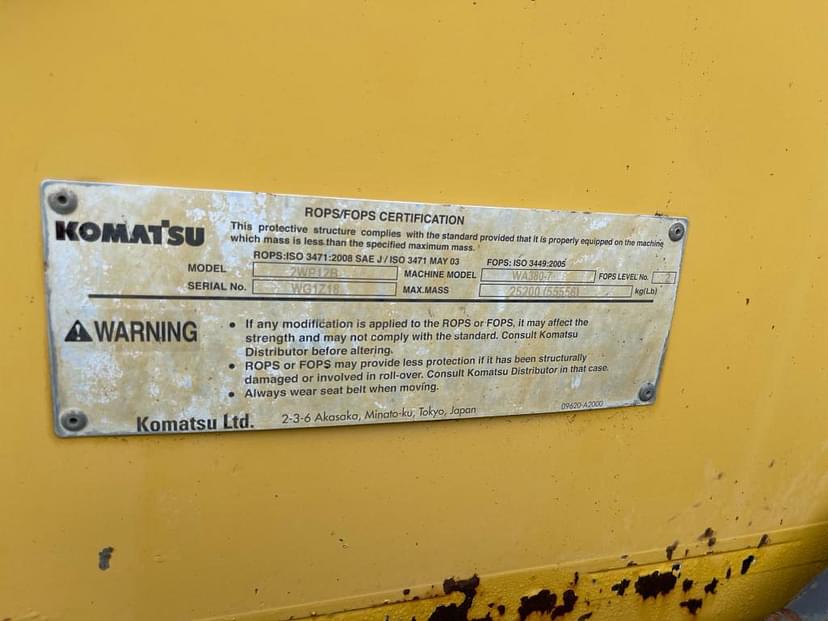 ROPS/FOPS CERTIFICATION
KOMATSU
This protective structure complies with the standard provided that it is properly equipped on the machine
which mass is less than the specified maximum mass.
ROPS:ISO 3471:2008 SAE J / ISO 3471 MAY 03 FOPS: ISO 3449:2005
MODEL 2WP12B MACHINE MODEL WA380-7 FOPS LEVEL No. 2
SERIAL No. WG1Z18 MAX.MASS 25200 (55556) kg(Lb)
WARNING
• If any modification is applied to the ROPS or FOPS, it may affect the
strength and may not comply with the standard. Consult Komatsu
Distributor before altering.
• ROPS or FOPS may provide less protection if it has been structurally
damaged or involved in roll-over. Consult Komatsu Distributor in that case.
• Always wear seat belt when moving.
Komatsu Ltd. 2-3-6 Akasaka, Minato-ku, Tokyo, Japan 09620-A2000